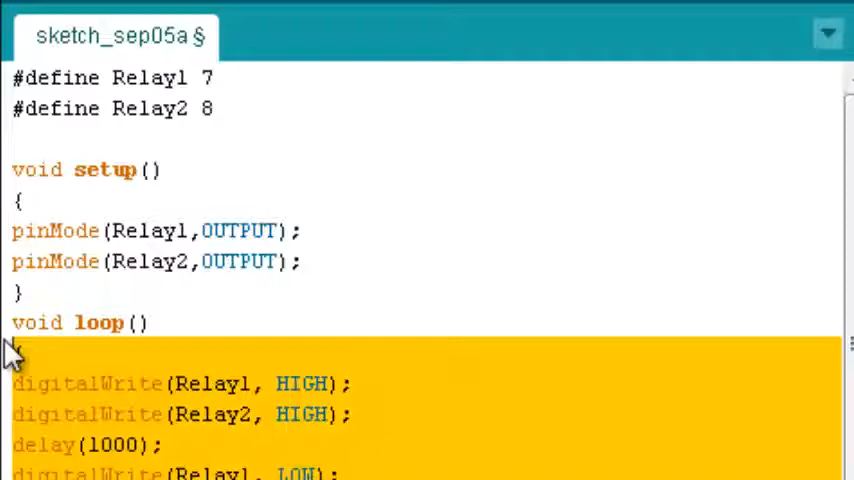 sketch_sep05a §
#define Relay1 7
#define Relay2 8
void setup()
{
pinMode(Relay1,OUTPUT);
pinMode(Relay2,OUTPUT);
}
void loop()
{
digitalWrite(Relay1, HIGH);
digitalWrite(Relay2, HIGH);
delay(1000);
digitalWrite(Relay1, LOW);